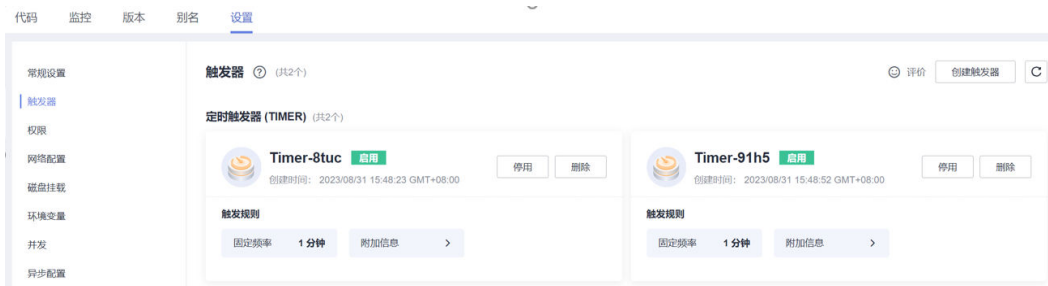 代码 监控 版本 别名 设置
常规设置
触发器
权限
网络配置
磁盘挂载
环境变量
并发
异步配置
触发器 ? (共2个)
评价 创建触发器
定时触发器 (TIMER) (共2个)
Timer-8tuc 启用
停用 删除
创建时间： 2023/08/31 15:48:23 GMT+08:00
触发规则
固定频率 1 分钟 附加信息 >
Timer-91h5 启用
停用 删除
创建时间： 2023/08/31 15:48:52 GMT+08:00
触发规则
固定频率 1 分钟 附加信息 >